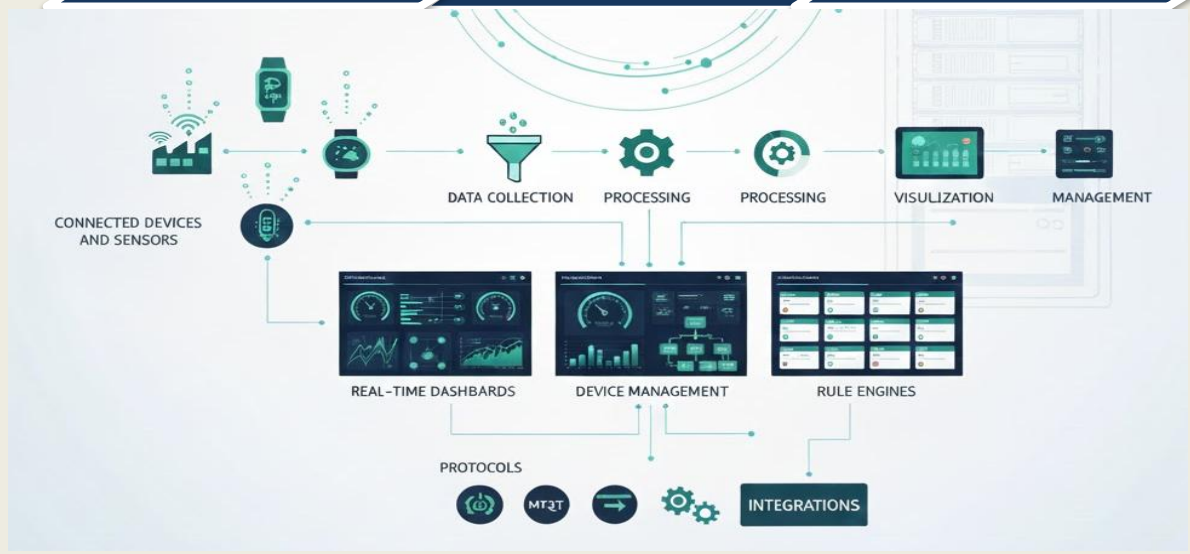 DATA COLLECTION
PROCESSING
PROCESSING
VISULIZATION
MANAGEMENT
CONNECTED DEVICES
AND SENSORS
REAL-TIME DASHBARDS
DEVICE MANAGEMENT
RULE ENGINES
PROTOCOLS
INTEGRATIONS